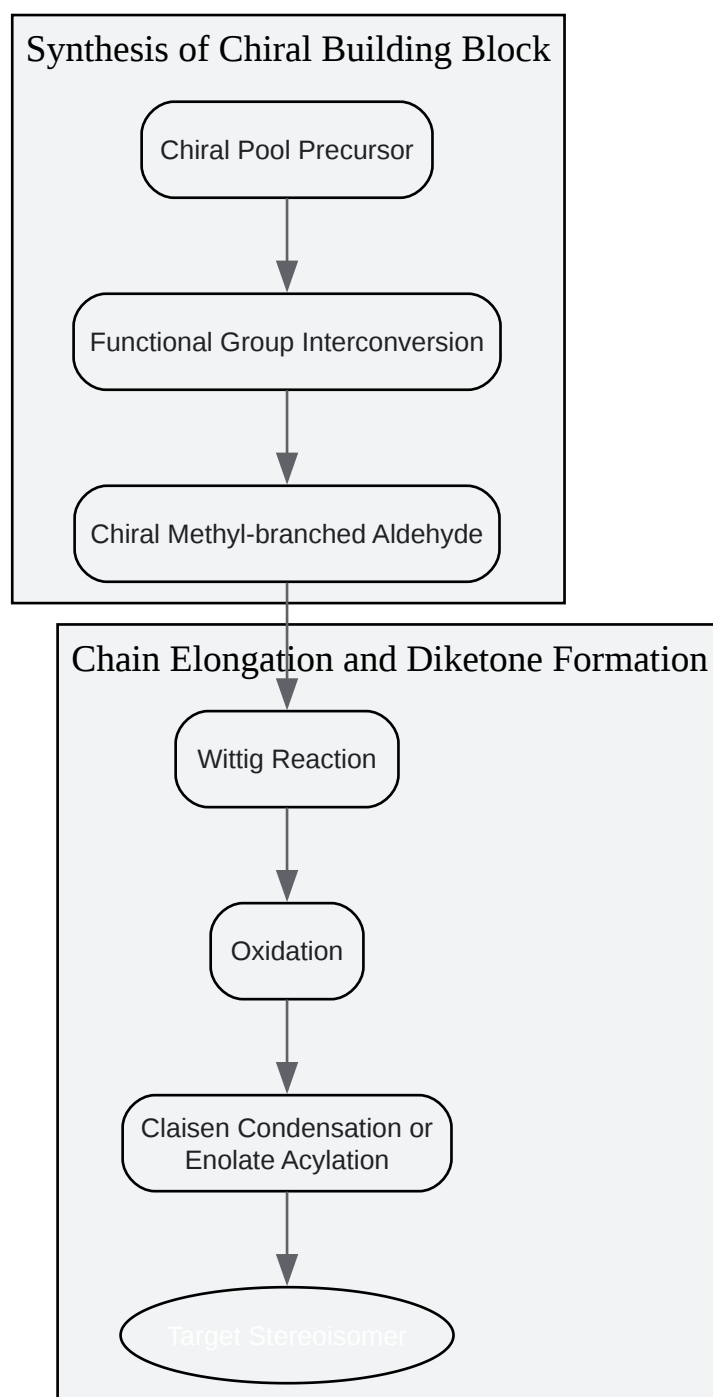 Synthesis of Chiral Building Block
Chiral Pool Precursor
Functional Group Interconversion
Chiral Methyl-branched Aldehyde
Chain Elongation and Diketone Formation
Wittig Reaction
Oxidation
Claisen Condensation or
Enolate Acylation
Target Stereoisomer